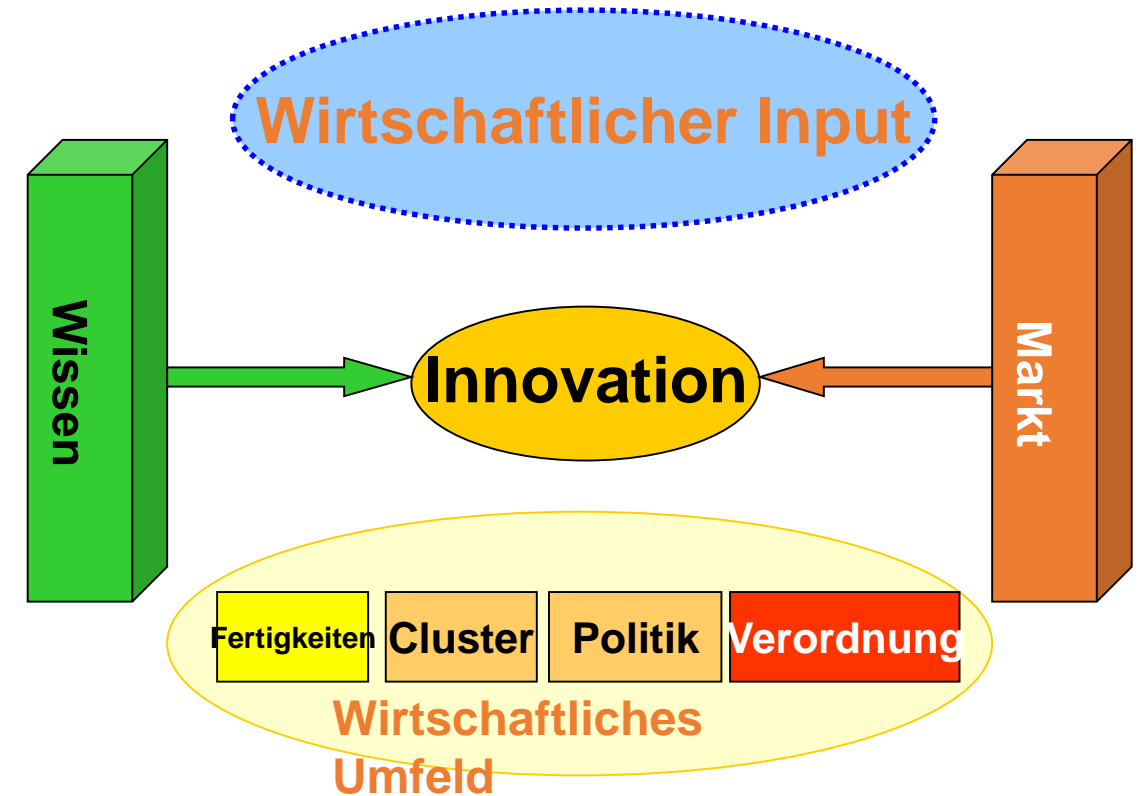 Wirtschaftlicher Input
Wissen
Innovation
Markt
Fertigkeiten
Cluster
Politik
Verordnung
Wirtschaftliches
Umfeld